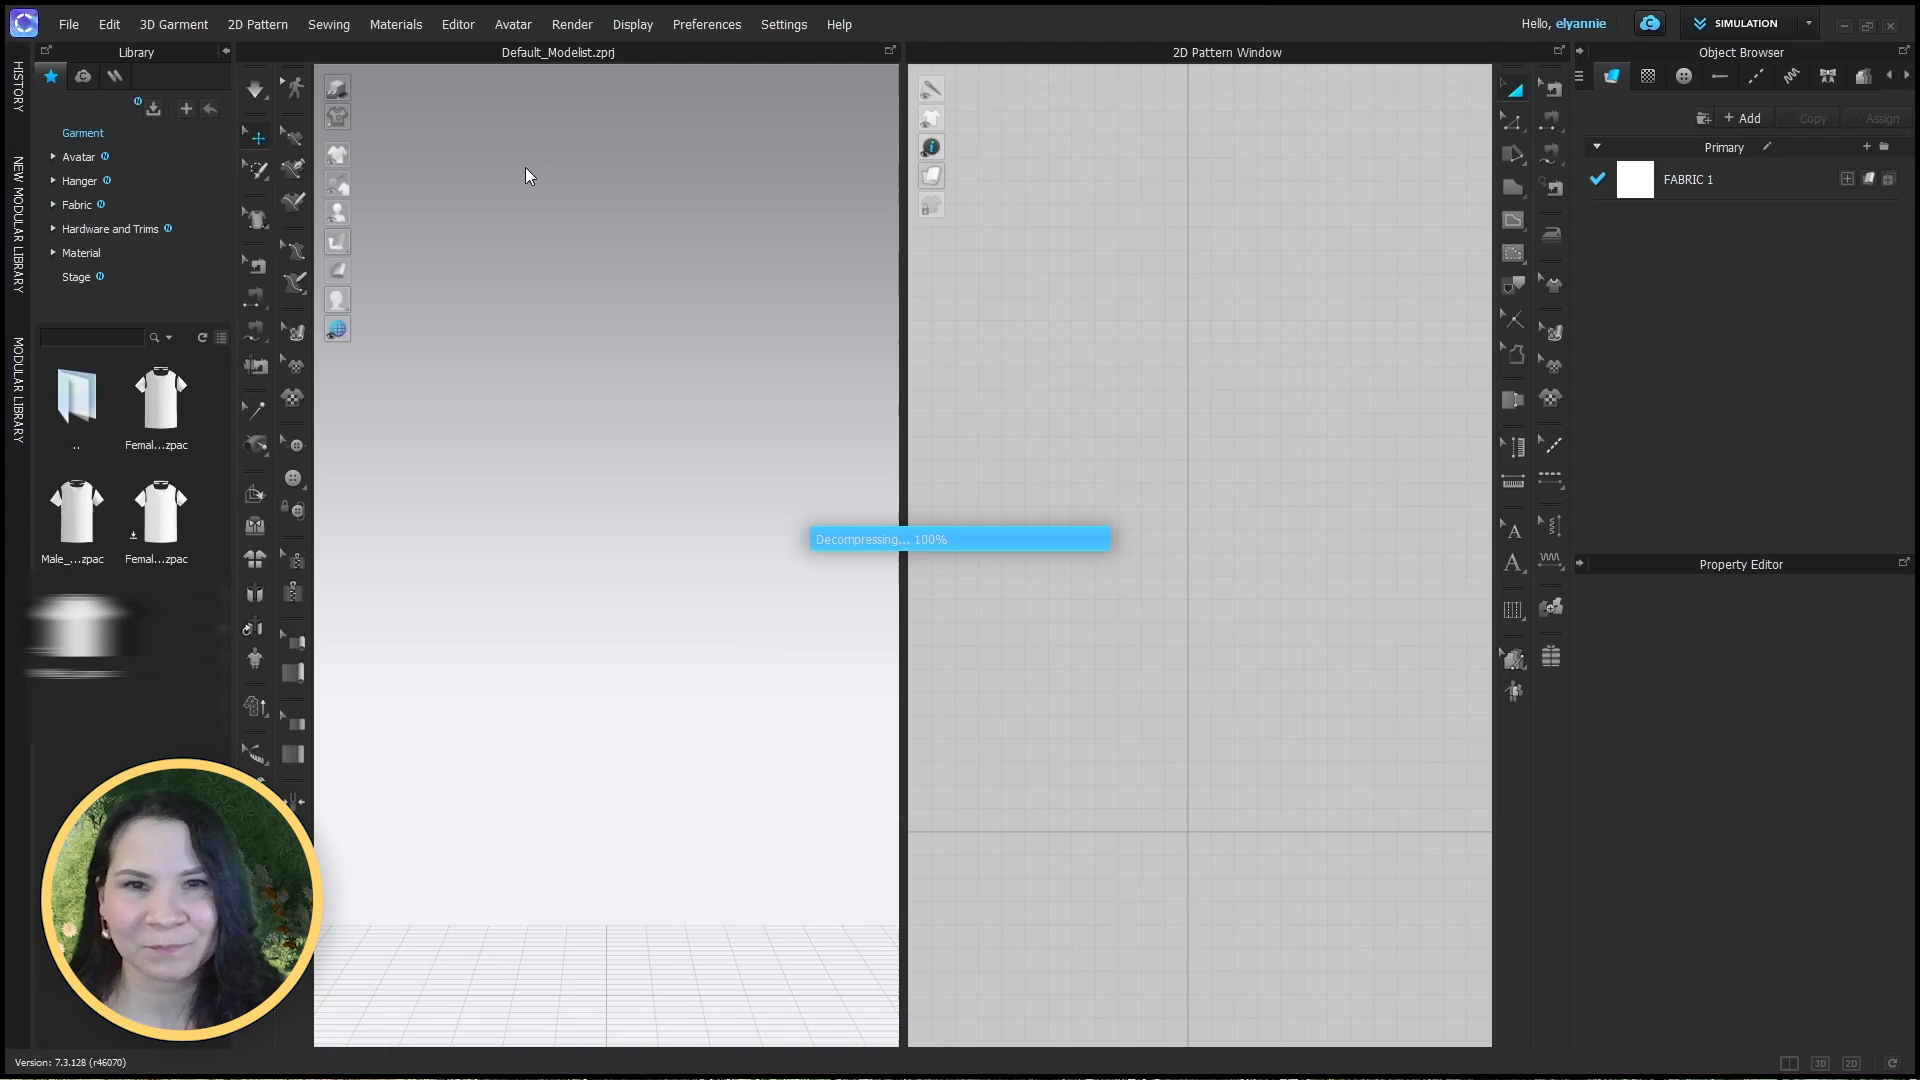 File Edit 3D Garment 2D Pattern Sewing Materials Editor Avatar Render Display Preferences Settings Help
Hello, elyannie
SIMULATION
Library
Default_Modelist.zprj
2D Pattern Window
Object Browser
HISTORY
NEW MODULAR LIBRARY
MODULAR LIBRARY
Garment
Avatar N
Hanger N
Fabric N
Hardware and Trims N
Material
Stage N
..
Femal...zpac
Male_...zpac
Femal...zpac
Decompressing... 100%
Add
Copy
Assign
Primary
FABRIC 1
Property Editor
A
A
Version: 7.3.128 (r46070)
3D
2D